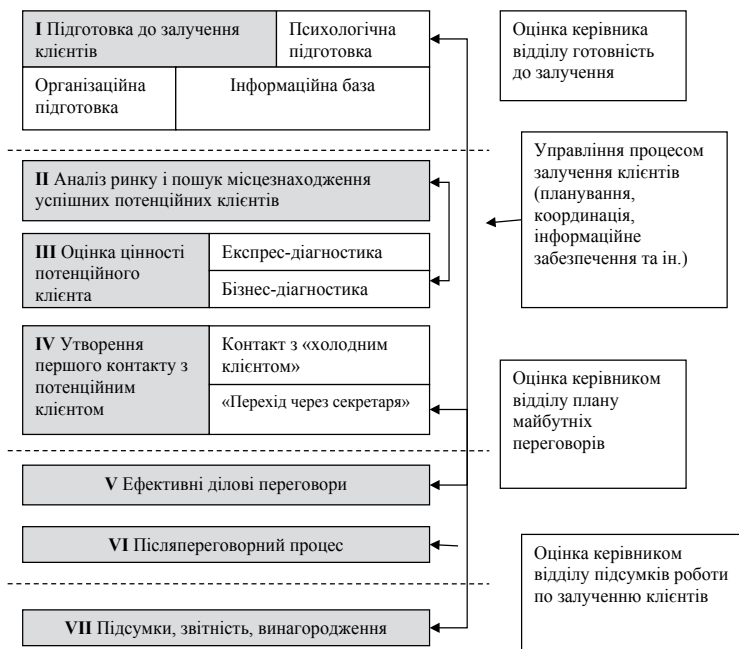 I Підготовка до залучення
клієнтів
Психологічна
підготовка
Організаційна
підготовка
Інформаційна база
Оцінка керівника
відділу готовність
до залучення
II Аналіз ринку і пошук місцезнаходження
успішних потенційних клієнтів
Управління процесом
залучення клієнтів
(планування,
координація,
інформаційне
забезпечення та ін.)
III Оцінка цінності
потенційного
клієнта
Експрес-діагностика
Бізнес-діагностика
IV Утворення
першого контакту з
потенційним
клієнтом
Контакт з «холодним
клієнтом»
«Перехід через секретаря»
Оцінка керівником
відділу плану
майбутніх
переговорів
V Ефективні ділові переговори
VI Післяпереговорний процес
Оцінка керівником
відділу підсумків роботи
по залученню клієнтів
VII Підсумки, звітність, винагородження